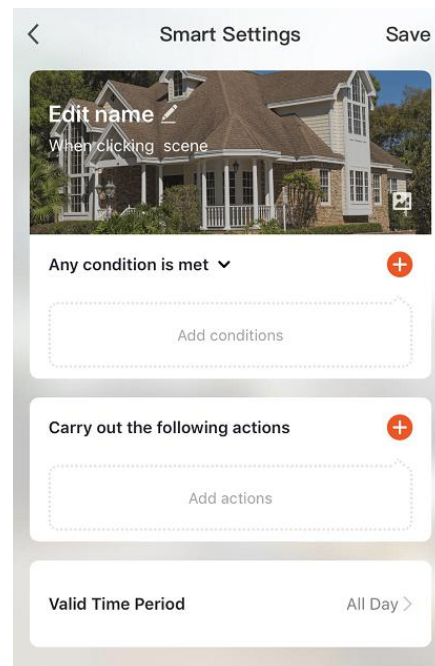 Smart Settings Save
Edit name
When clicking scene
Any condition is met
Add conditions
Carry out the following actions
Add actions
Valid Time Period All Day